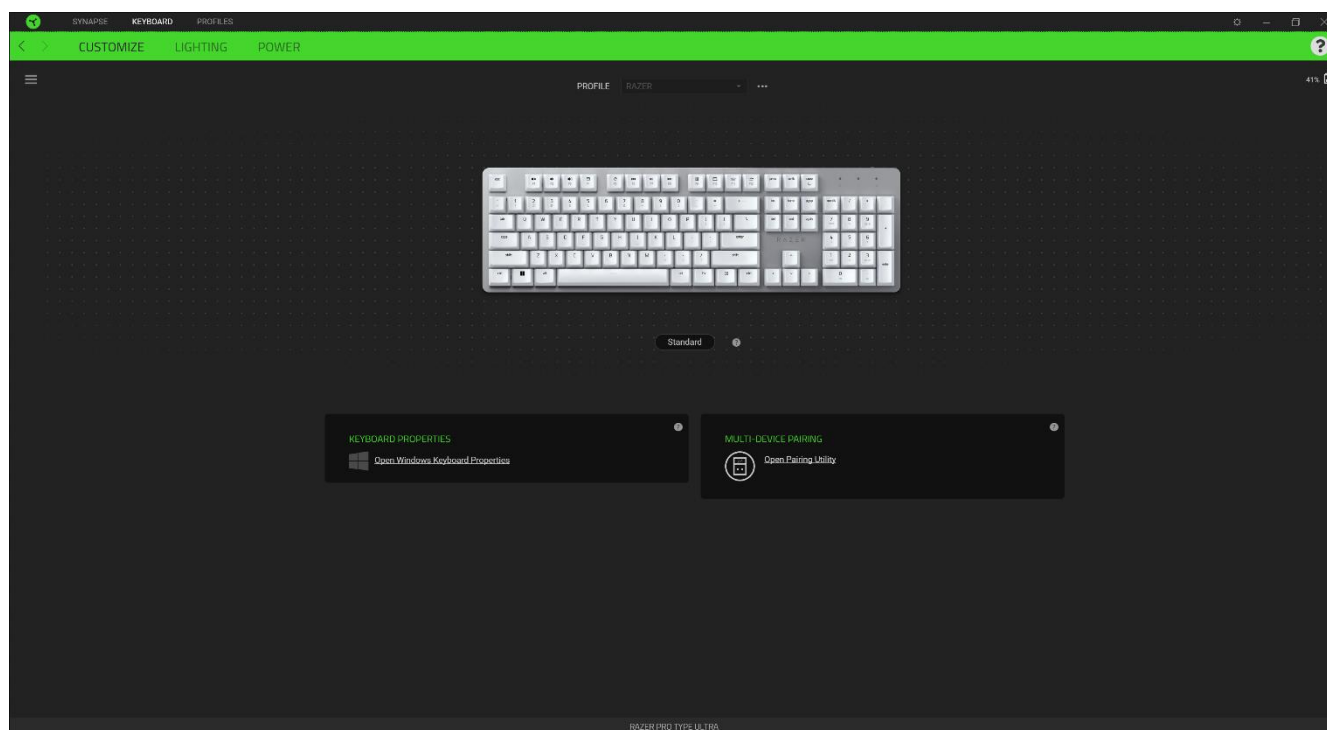 SYNAPSE KEYBOARD PROFILES
CUSTOMIZE LIGHTING POWER
PROFILE RAZER
41%
RAZER
Standard
KEYBOARD PROPERTIES
Open Windows Keyboard Properties
MULTI-DEVICE PAIRING
Open Pairing Utility
RAZER PRO TYPE ULTRA